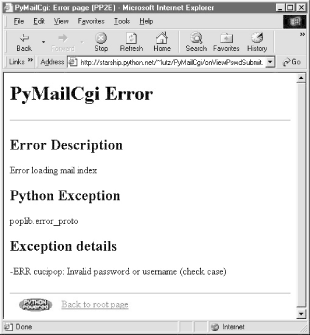 PyMailCgi: Error page (PP2E) - Microsoft Internet Explorer
File Edit View Favorites Tools Help
Back Forward Stop Refresh Home Search Favorites History
Links » Address http://starship.python.net/~lutz/PyMailCgi/onViewPswdSubmit. Go
PyMailCgi Error
Error Description
Error loading mail index
Python Exception
poplib.error_proto
Exception details
-ERR cucipop: Invalid password or username (check case)
Back to root page
Done Internet